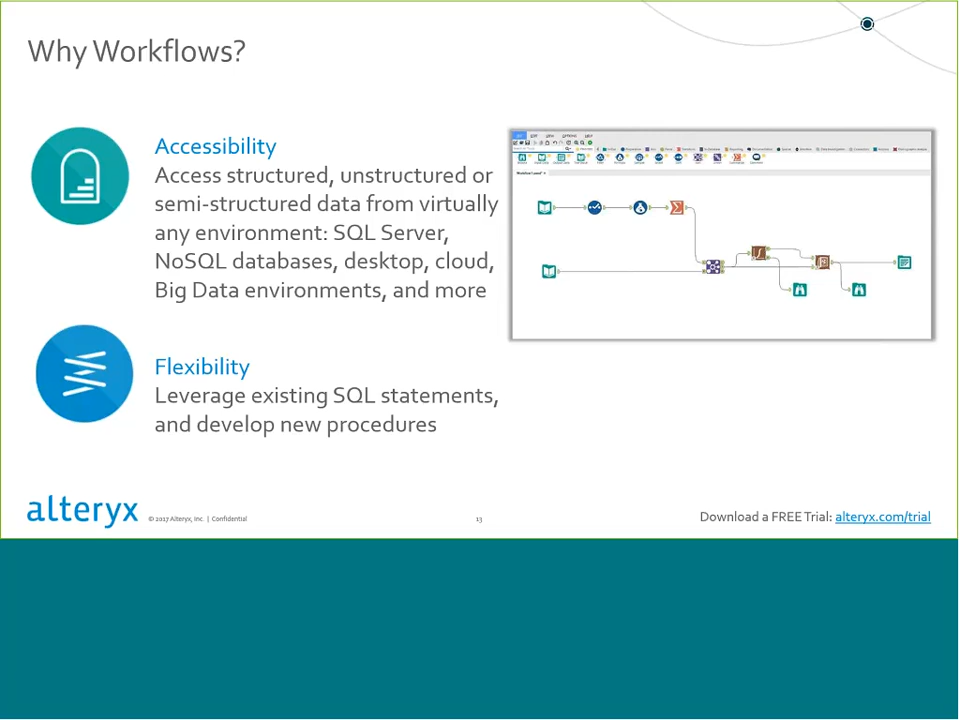 Why Workflows?
Accessibility
Access structured, unstructured or
semi-structured data from virtually
any environment: SQL Server,
NoSQL databases, desktop, cloud,
Big Data environments, and more
Flexibility
Leverage existing SQL statements,
and develop new procedures
alteryx
© 2017 Alteryx, Inc. | Confidential
13
Download a FREE Trial: alteryx.com/trial